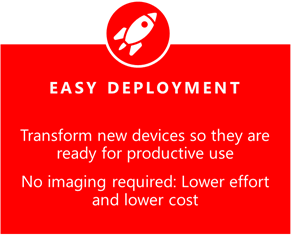 EASY DEPLOYMENT
Transform new devices so they are
ready for productive use
No imaging required: Lower effort
and lower cost